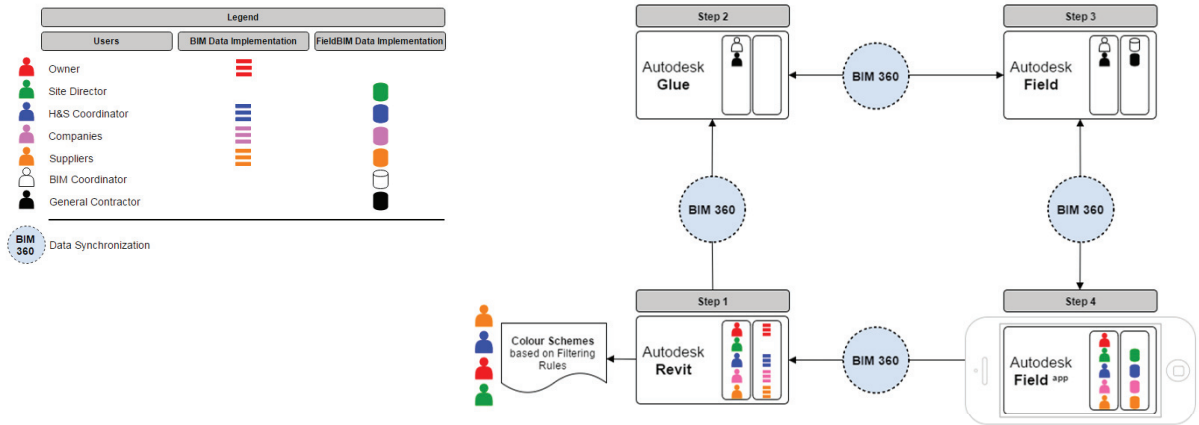 Legend
Users
BIM Data Implementation
FieldBIM Data Implementation
Owner
Site Director
H&S Coordinator
Companies
Suppliers
BIM Coordinator
General Contractor
BIM
360
Data Synchronization
Step 2
Autodesk
Glue
BIM 360
Step 3
Autodesk
Field
BIM 360
BIM 360
Step 1
Autodesk
Revit
Colour Schemes
based on Filtering
Rules
BIM 360
Step 4
Autodesk
Field app